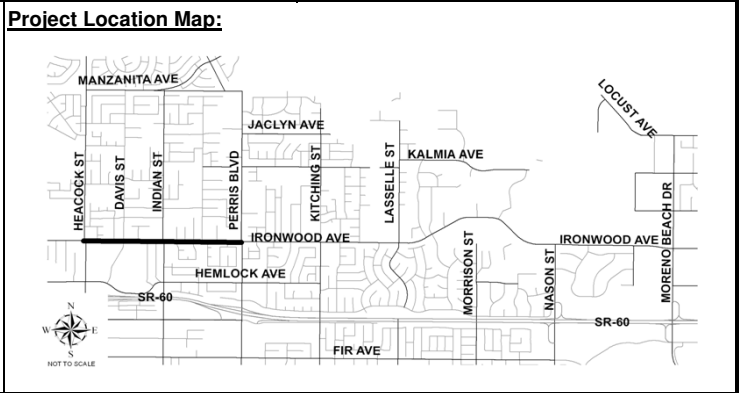 Project Location Map:
MANZANITA AVE
LOCUST AVE
JACLYN AVE
KALMIA AVE
HEACOCK ST
DAVIS ST
INDIAN ST
PERRIS BLVD
KITCHING ST
LASSELLE ST
MORENO BEACH DR
IRONWOOD AVE
IRONWOOD AVE
MORRISON ST
NASON ST
HEMLOCK AVE
SR-60
SR-60
FIR AVE
N
W
E
S
NOT TO SCALE